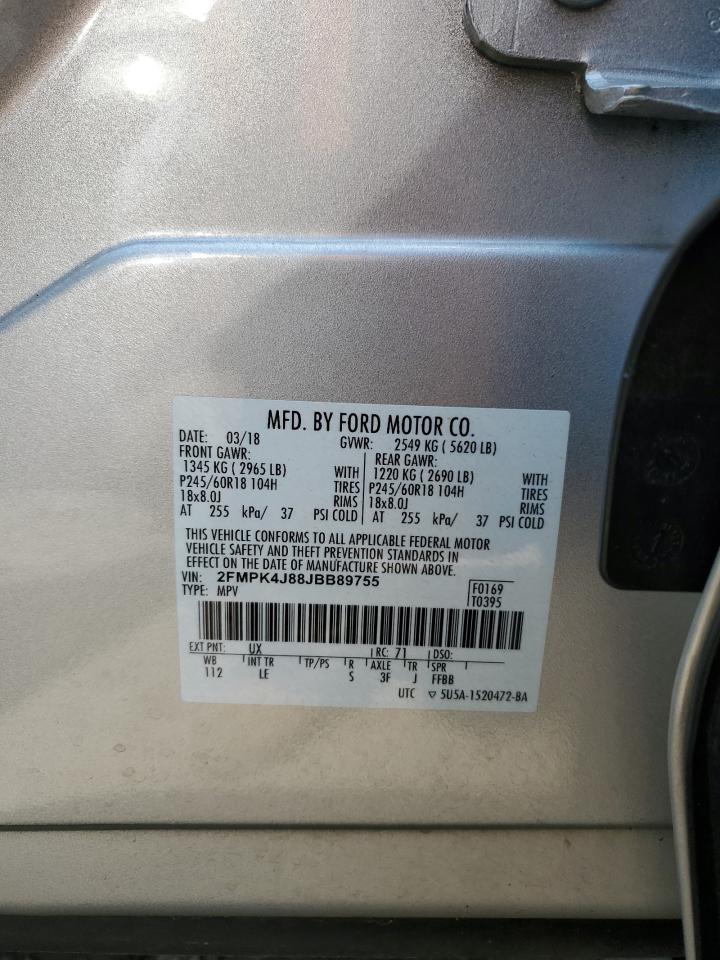 MFD. BY FORD MOTOR CO.
DATE: 03/18 GVWR: 2549 KG ( 5620 LB)
FRONT GAWR: REAR GAWR:
1345 KG ( 2965 LB) WITH 1220 KG ( 2690 LB) WITH
P245/60R18 104H TIRES P245/60R18 104H TIRES
18x8.0J RIMS 18x8.0J RIMS
AT 255 kPa/ 37 PSI COLD AT 255 kPa/ 37 PSI COLD
THIS VEHICLE CONFORMS TO ALL APPLICABLE FEDERAL MOTOR
VEHICLE SAFETY AND THEFT PREVENTION STANDARDS IN
EFFECT ON THE DATE OF MANUFACTURE SHOWN ABOVE.
VIN: 2FMPK4J88JBB89755 F0169
TYPE: MPV T0395
EXT PNT: UX RC: 71 DSO:
WB INT TR TP/PS R AXLE TR SPR
112 LE S 3F J FFBB
UTC ▽ 5U5A-1520472-BA